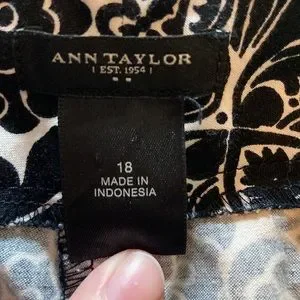 ANN TAYLOR
| EST. 1954 |
18
MADE IN
INDONESIA